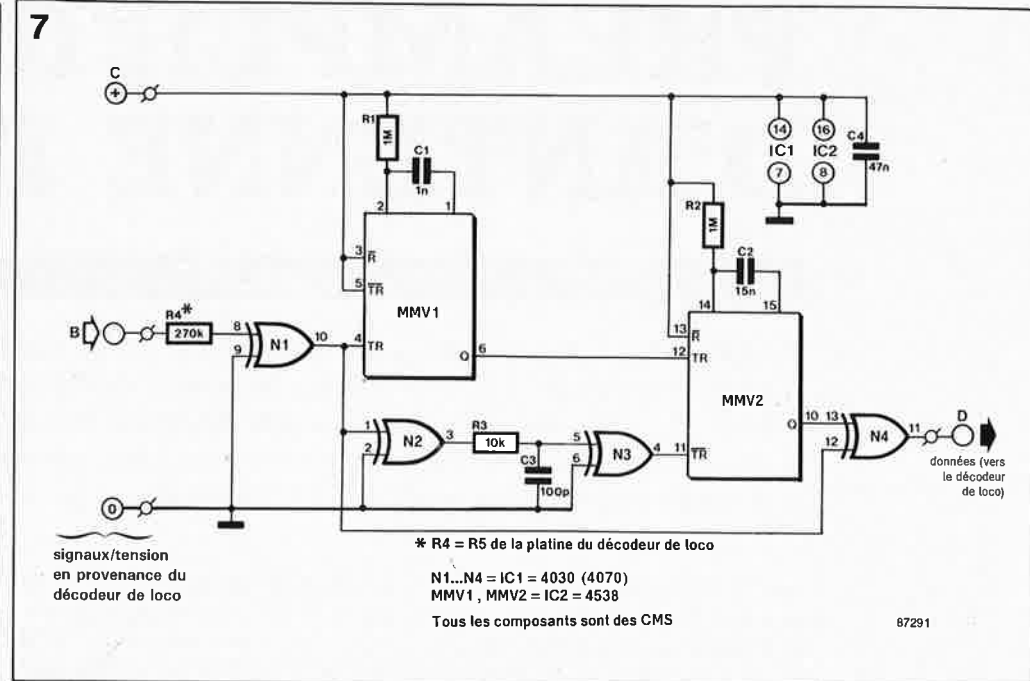 7
C
+
R1
1M
C1
1n
2
1
3
R
5
TR
MMV1
B
R4*
270k
8
9
N1
10
4
TR
Q
6
1
2
N2
3
R3
10k
C3
100p
5
6
N3
4
14
IC1
7
16
IC2
8
C4
47n
R2
1M
C2
15n
14
15
13
R
12
TR
MMV2
11
TR
Q
10
13
12
N4
11
D
données (vers
le décodeur
de loco)
0
signaux/tension
en provenance du
décodeur de loco
* R4 = R5 de la platine du décodeur de loco
N1...N4 = IC1 = 4030 (4070)
MMV1 , MMV2 = IC2 = 4538
Tous les composants sont des CMS
87291